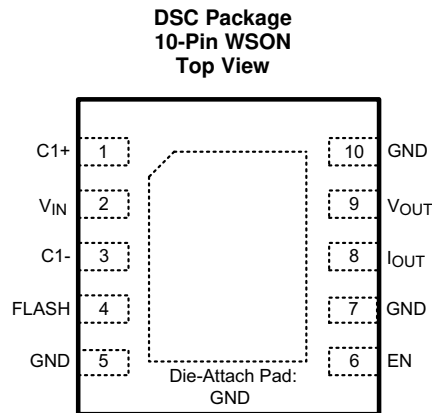 DSC Package
10-Pin WSON
Top View
C1+ 1 10 GND
VIN 2 9 VOUT
C1- 3 8 IOUT
FLASH 4 7 GND
GND 5 6 EN
Die-Attach Pad:
GND